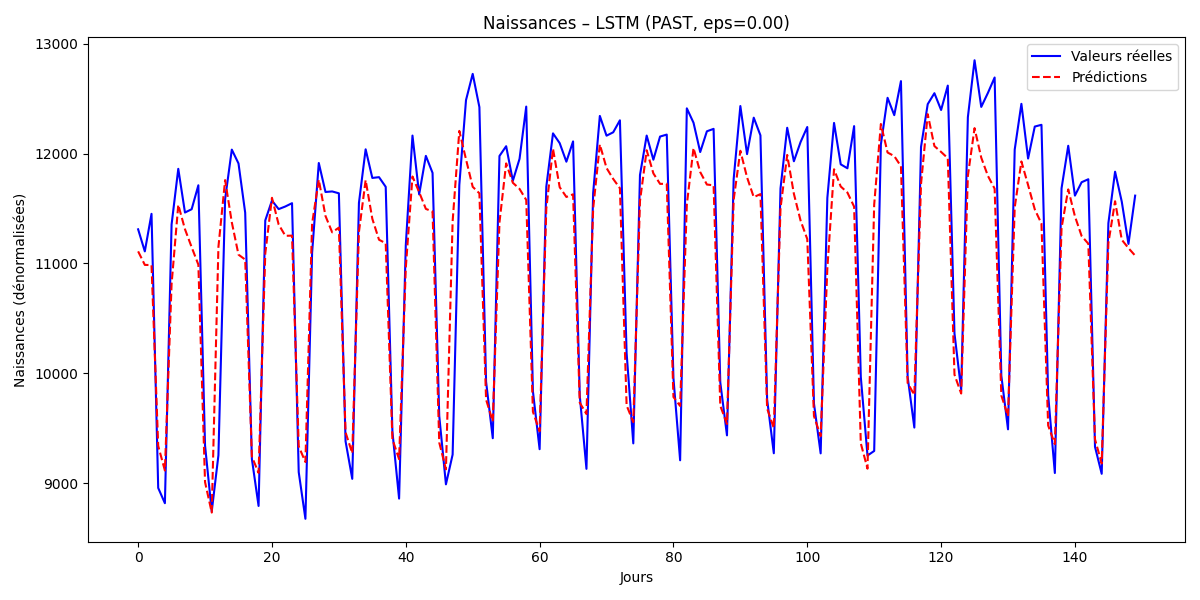 Naissances – LSTM (PAST, eps=0.00)
Valeurs réelles
Prédictions
Naissances (dénormalisées)
13000
12000
11000
10000
9000
0 20 40 60 80 100 120 140
Jours